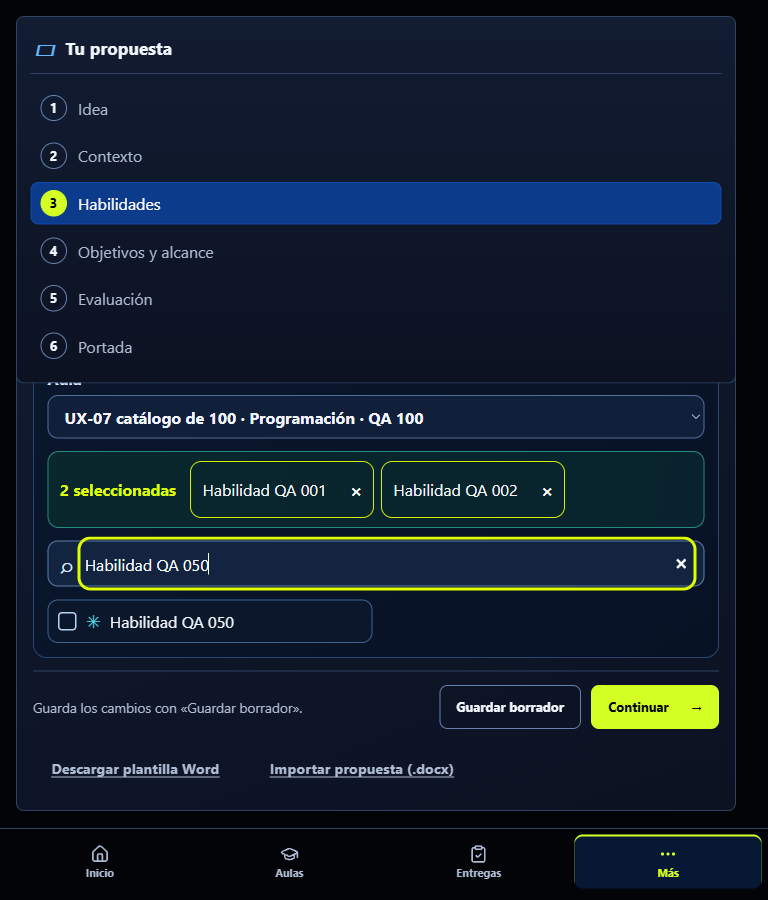 Tu propuesta
1 Idea
2 Contexto
3 Habilidades
4 Objetivos y alcance
5 Evaluación
6 Portada
Aula
UX-07 catálogo de 100 · Programación · QA 100
2 seleccionadas Habilidad QA 001 × Habilidad QA 002 ×
Habilidad QA 050 ×
Habilidad QA 050
Guarda los cambios con «Guardar borrador». Guardar borrador Continuar →
Descargar plantilla Word Importar propuesta (.docx)
Inicio Aulas Entregas Más